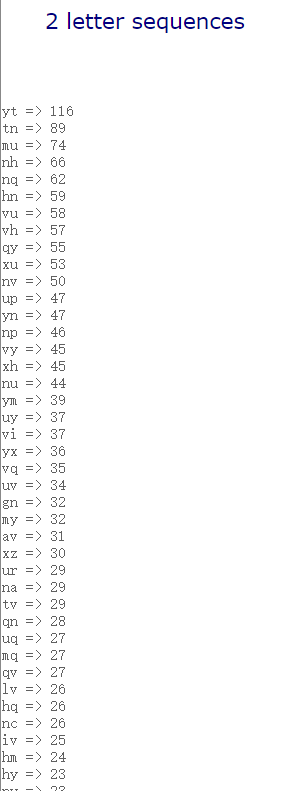 2 letter sequences
yt => 116
tn => 89
mu => 74
nh => 66
nq => 62
hn => 59
vu => 58
vh => 57
qy => 55
xu => 53
nv => 50
up => 47
yn => 47
np => 46
vy => 45
xh => 45
nu => 44
ym => 39
uy => 37
vi => 37
yx => 36
vq => 35
uv => 34
gn => 32
my => 32
av => 31
xz => 30
ur => 29
na => 29
tv => 29
qn => 28
uq => 27
mq => 27
qv => 27
lv => 26
hq => 26
nc => 26
iv => 25
hm => 24
hy => 23